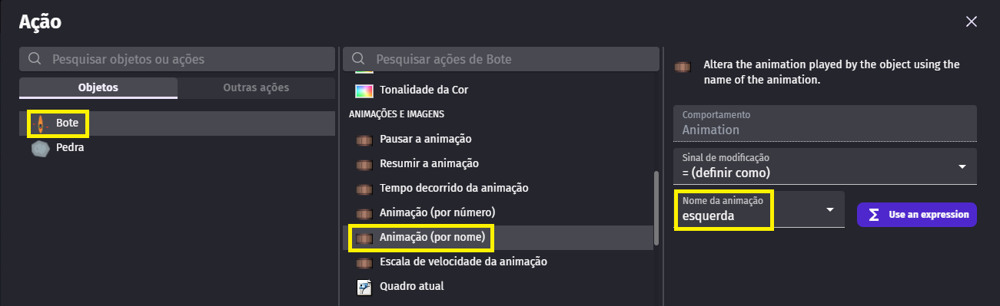 Ação
Pesquisar objetos ou ações
Objetos
Outras ações
Bote
Pedra
Pesquisar ações de Bote
Tonalidade da Cor
ANIMAÇÕES E IMAGENS
Pausar a animação
Resumir a animação
Tempo decorrido da animação
Animação (por número)
Animação (por nome)
Escala de velocidade da animação
Quadro atual
Altera the animation played by the object using the
name of the animation.
Comportamento
Animation
Sinal de modificação
= (definir como)
Nome da animação
esquerda
Use an expression